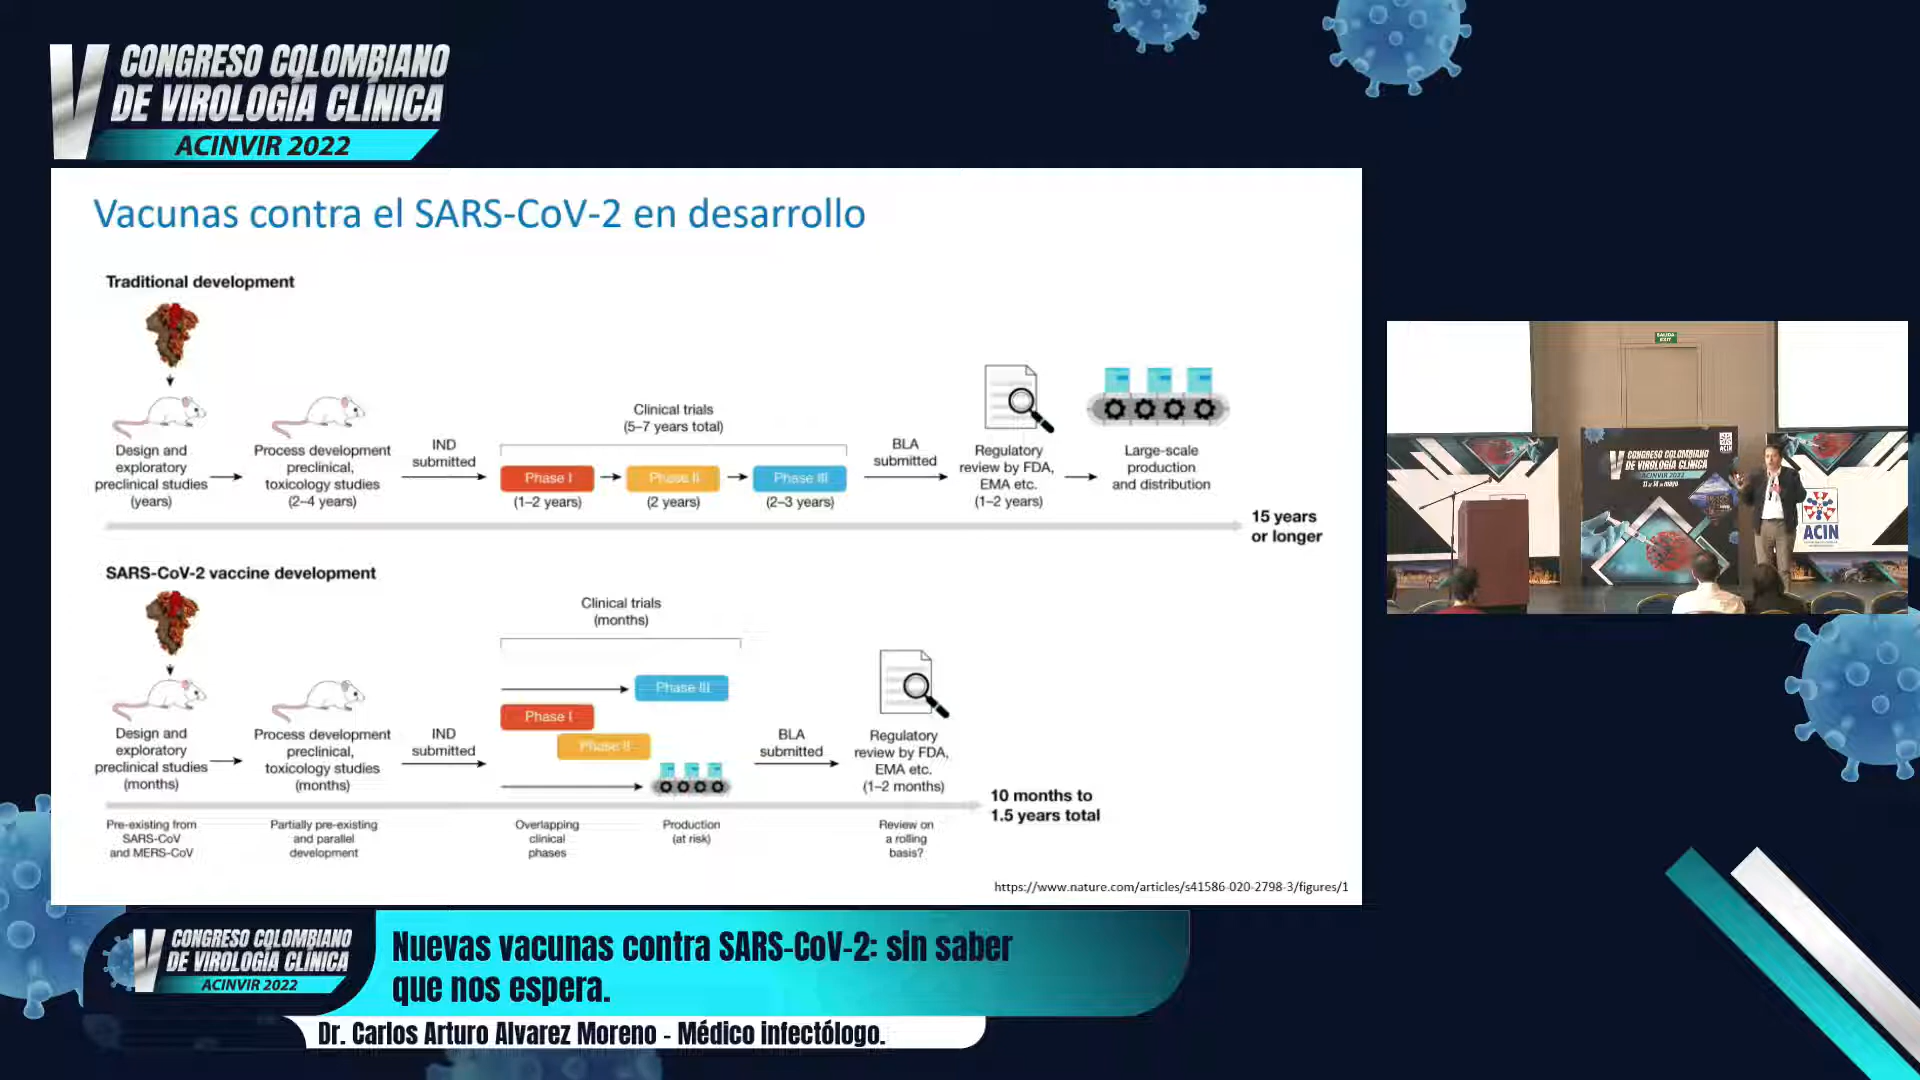 V CONGRESO COLOMBIANO
DE VIROLOGÍA CLÍNICA
ACINVIR 2022
Vacunas contra el SARS-CoV-2 en desarrollo
Traditional development
Clinical trials
(5–7 years total)
Design and
exploratory
preclinical studies
(years)
Process development
preclinical,
toxicology studies
(2–4 years)
IND
submitted
Phase I
(1–2 years)
Phase II
(2 years)
Phase III
(2–3 years)
BLA
submitted
Regulatory
review by FDA,
EMA etc.
(1–2 years)
Large-scale
production
and distribution
15 years
or longer
SARS-CoV-2 vaccine development
Clinical trials
(months)
Phase III
Phase I
Phase II
Design and
exploratory
preclinical studies
(months)
Process development
preclinical,
toxicology studies
(months)
IND
submitted
BLA
submitted
Regulatory
review by FDA,
EMA etc.
(1–2 months)
10 months to
1.5 years total
Pre-existing from
SARS-CoV
and MERS-CoV
Partially pre-existing
and parallel
development
Overlapping
clinical
phases
Production
(at risk)
Review on
a rolling
basis?
https://www.nature.com/articles/s41586-020-2798-3/figures/1
SALIDA
EXIT
V CONGRESO COLOMBIANO
DE VIROLOGÍA CLÍNICA
ACINVIR 2022
ACIN
V CONGRESO COLOMBIANO
DE VIROLOGÍA CLÍNICA
ACINVIR 2022
Nuevas vacunas contra SARS-CoV-2: sin saber
que nos espera.
Dr. Carlos Arturo Alvarez Moreno - Médico infectólogo.